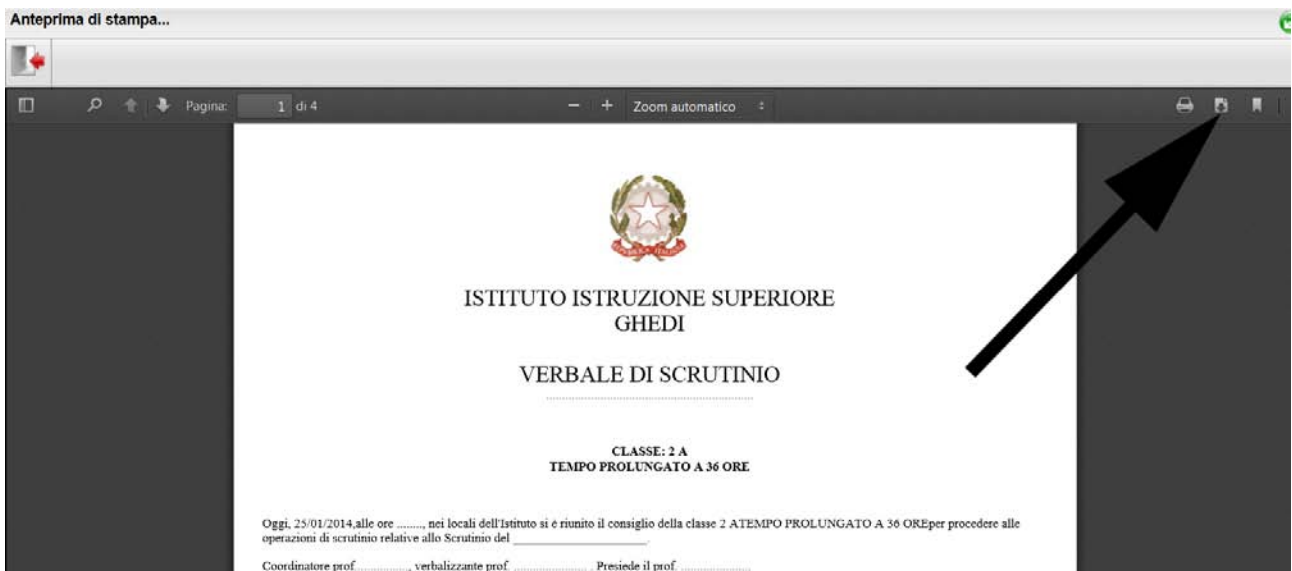 Anteprima di stampa...
Pagina: 1 di 4 Zoom automatico
REPVBBLICA ITALIANA
ISTITUTO ISTRUZIONE SUPERIORE
GHEDI
VERBALE DI SCRUTINIO
CLASSE: 2 A
TEMPO PROLUNGATO A 36 ORE
Oggi, 25/01/2014,alle ore ........, nei locali dell'Istituto si è riunito il consiglio della classe 2 ATEMPO PROLUNGATO A 36 OREper procedere alle
operazioni di scrutinio relative allo Scrutinio del ______________________.
Coordinatore prof................., verbalizzante prof. ........................ . Presiede il prof. .......................